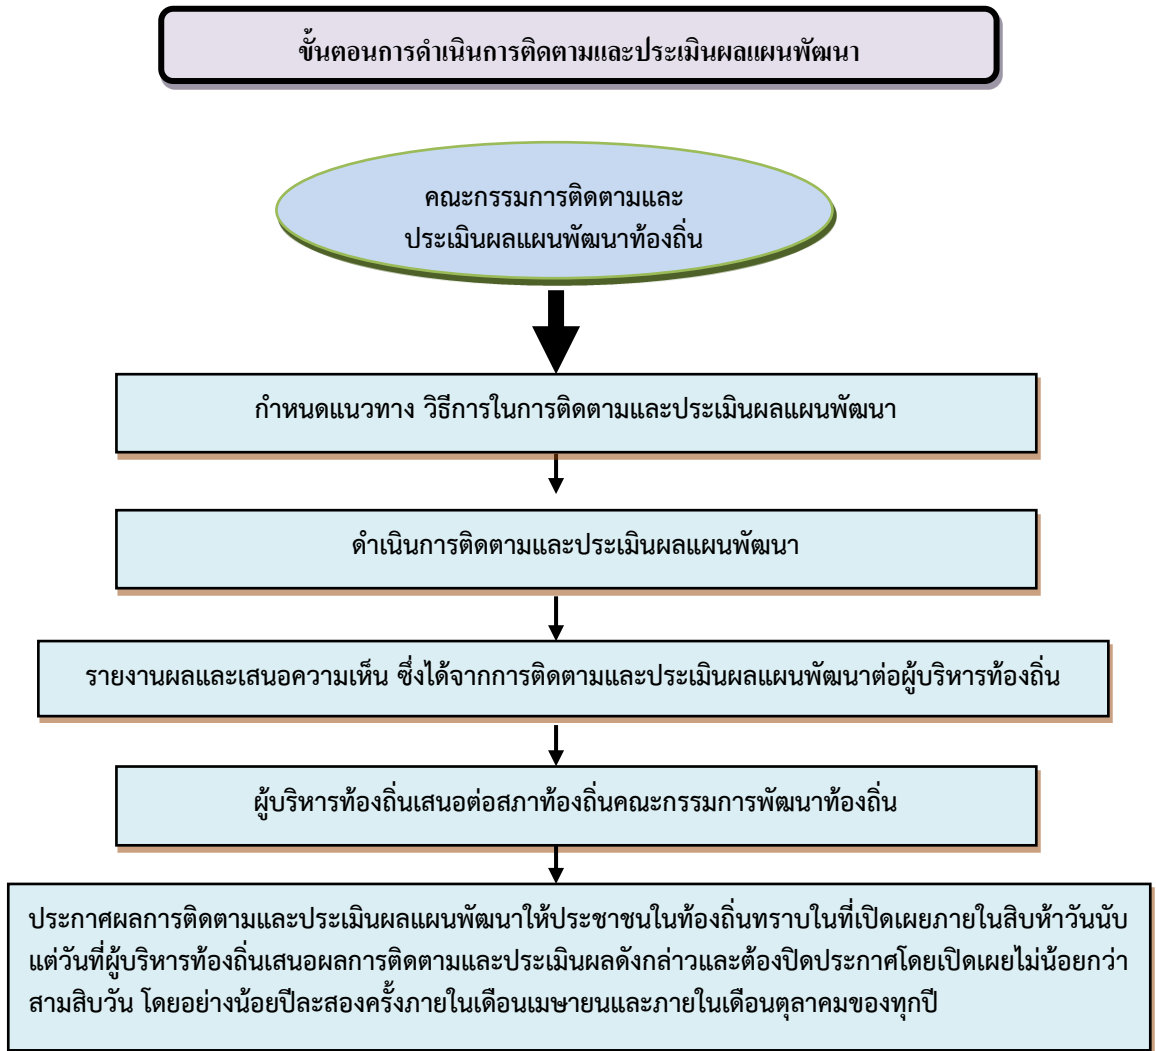 ขั้นตอนการดำเนินการติดตามและประเมินผลแผนพัฒนา
คณะกรรมการติดตามและ
ประเมินผลแผนพัฒนาท้องถิ่น
กำหนดแนวทาง วิธีการในการติดตามและประเมินผลแผนพัฒนา
ดำเนินการติดตามและประเมินผลแผนพัฒนา
รายงานผลและเสนอความเห็น ซึ่งได้จากการติดตามและประเมินผลแผนพัฒนาต่อผู้บริหารท้องถิ่น
ผู้บริหารท้องถิ่นเสนอต่อสภาท้องถิ่นคณะกรรมการพัฒนาท้องถิ่น
ประกาศผลการติดตามและประเมินผลแผนพัฒนาให้ประชาชนในท้องถิ่นทราบในที่เปิดเผยภายในสิบห้าวันนับ
แต่วันที่ผู้บริหารท้องถิ่นเสนอผลการติดตามและประเมินผลดังกล่าวและต้องปิดประกาศโดยเปิดเผยไม่น้อยกว่า
สามสิบวัน โดยอย่างน้อยปีละสองครั้งภายในเดือนเมษายนและภายในเดือนตุลาคมของทุกปี